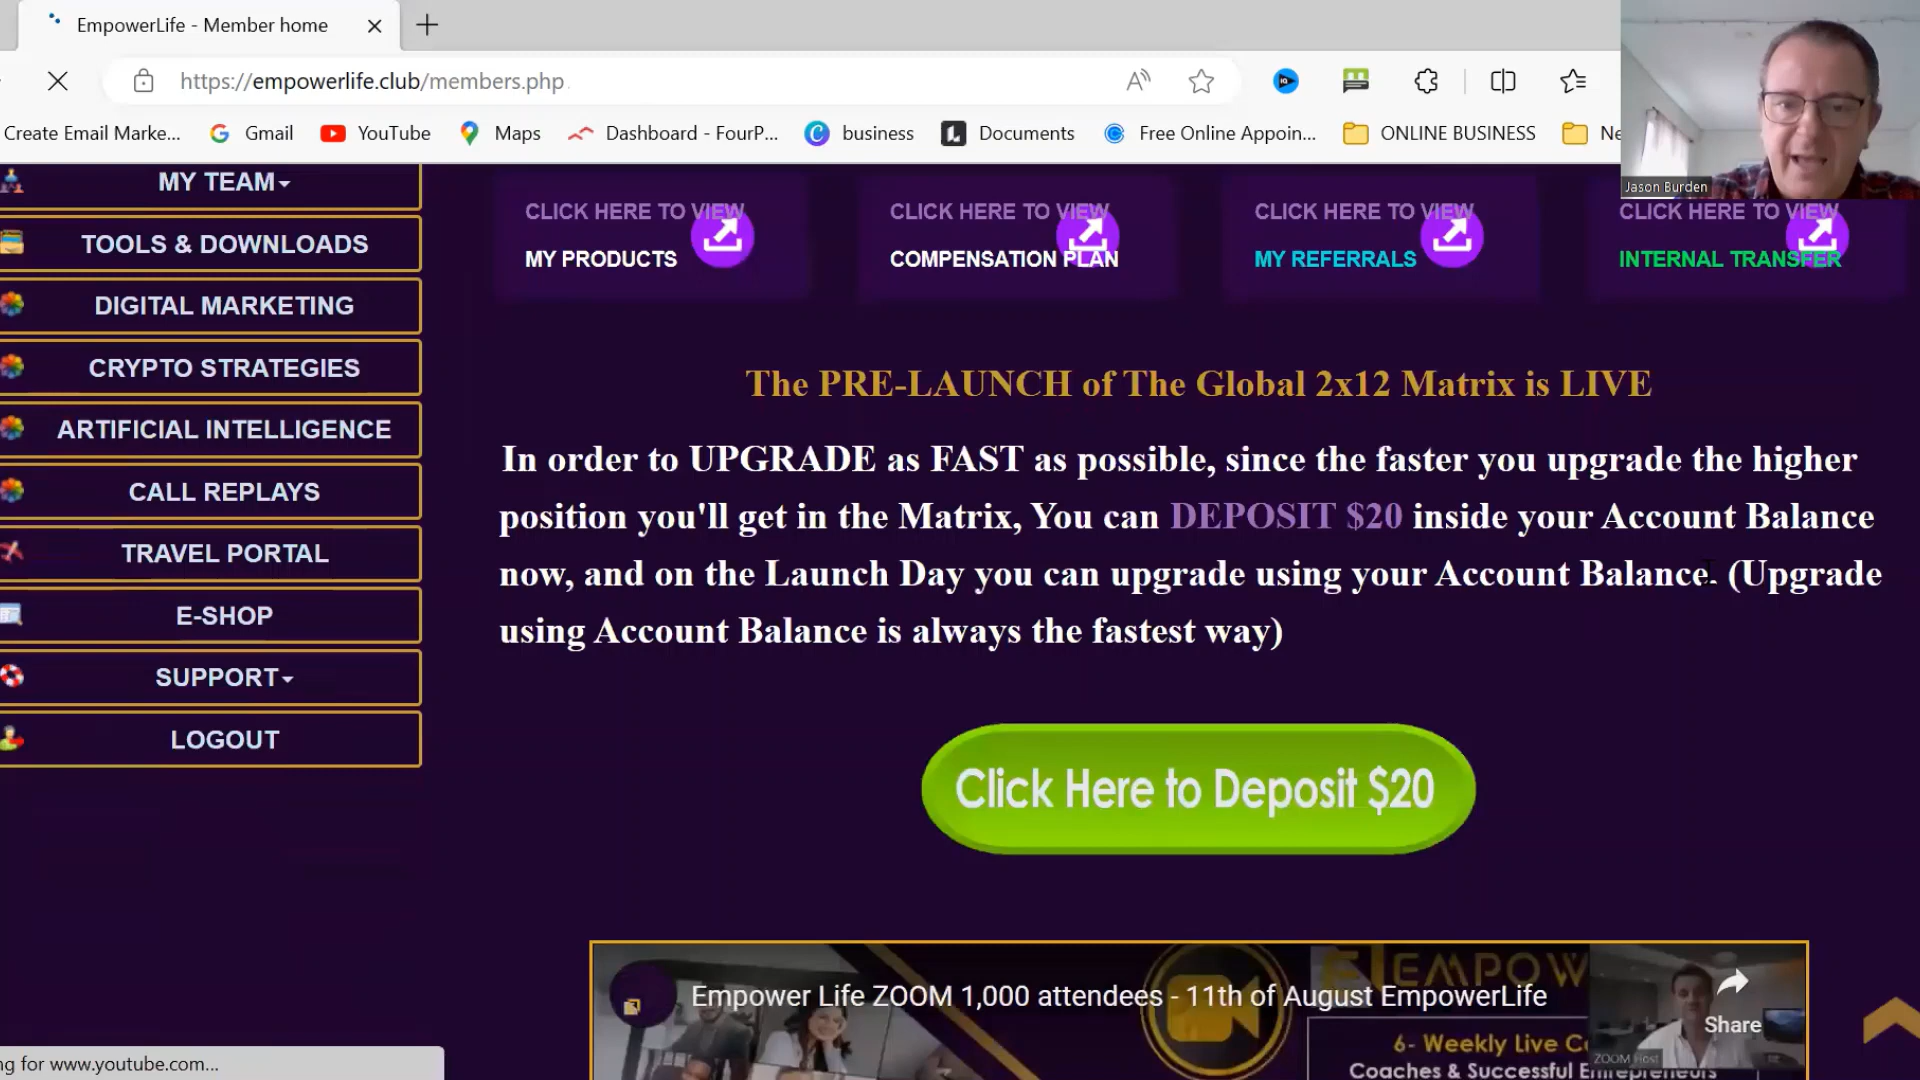 EmpowerLife - Member home
https://empowerlife.club/members.php
Create Email Marke...
Gmail
YouTube
Maps
Dashboard - FourP...
business
Documents
Free Online Appoin...
ONLINE BUSINESS
Ne
Jason Burden
MY TEAM
TOOLS & DOWNLOADS
DIGITAL MARKETING
CRYPTO STRATEGIES
ARTIFICIAL INTELLIGENCE
CALL REPLAYS
TRAVEL PORTAL
E-SHOP
SUPPORT
LOGOUT
CLICK HERE TO VIEW
MY PRODUCTS
CLICK HERE TO VIEW
COMPENSATION PLAN
CLICK HERE TO VIEW
MY REFERRALS
CLICK HERE TO VIEW
INTERNAL TRANSFER
The PRE-LAUNCH of The Global 2x12 Matrix is LIVE
In order to UPGRADE as FAST as possible, since the faster you upgrade the higher
position you'll get in the Matrix, You can DEPOSIT $20 inside your Account Balance
now, and on the Launch Day you can upgrade using your Account Balance. (Upgrade
using Account Balance is always the fastest way)
Click Here to Deposit $20
Empower Life ZOOM 1,000 attendees - 11th of August EmpowerLife
EMPOW
Share
ZOOM Host
6- Weekly Live C
Coaches & Successful Entrepreneurs
ng for www.youtube.com...